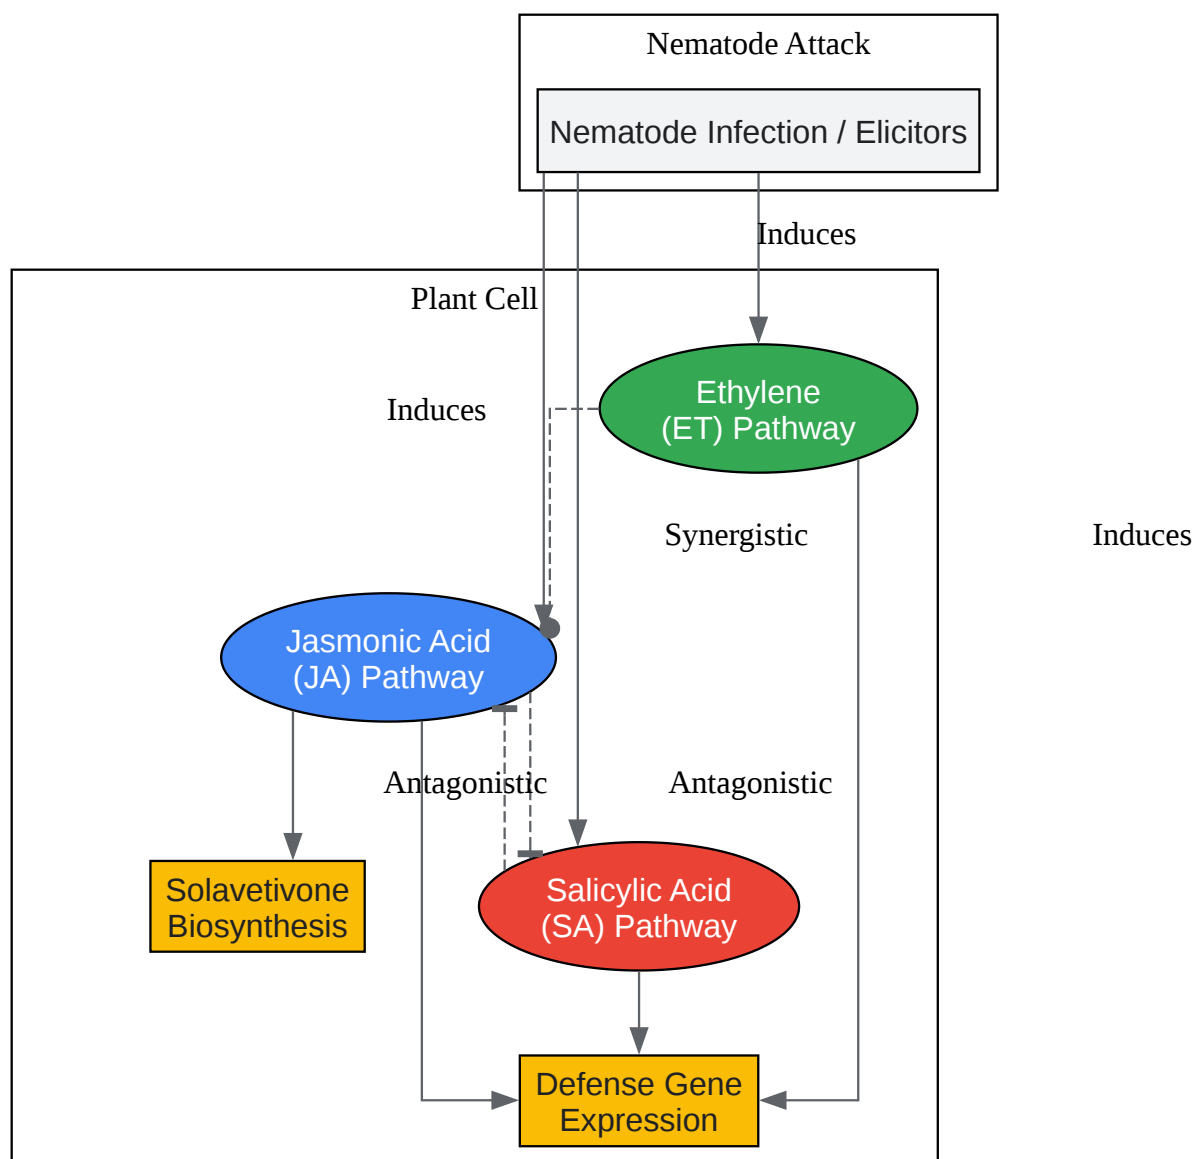 Nematode Attack
Nematode Infection / Elicitors
Induces
Plant Cell
Ethylene
(ET) Pathway
Induces
Synergistic
Induces
Jasmonic Acid
(JA) Pathway
Antagonistic
Antagonistic
Solavetivone
Biosynthesis
Salicylic Acid
(SA) Pathway
Defense Gene
Expression